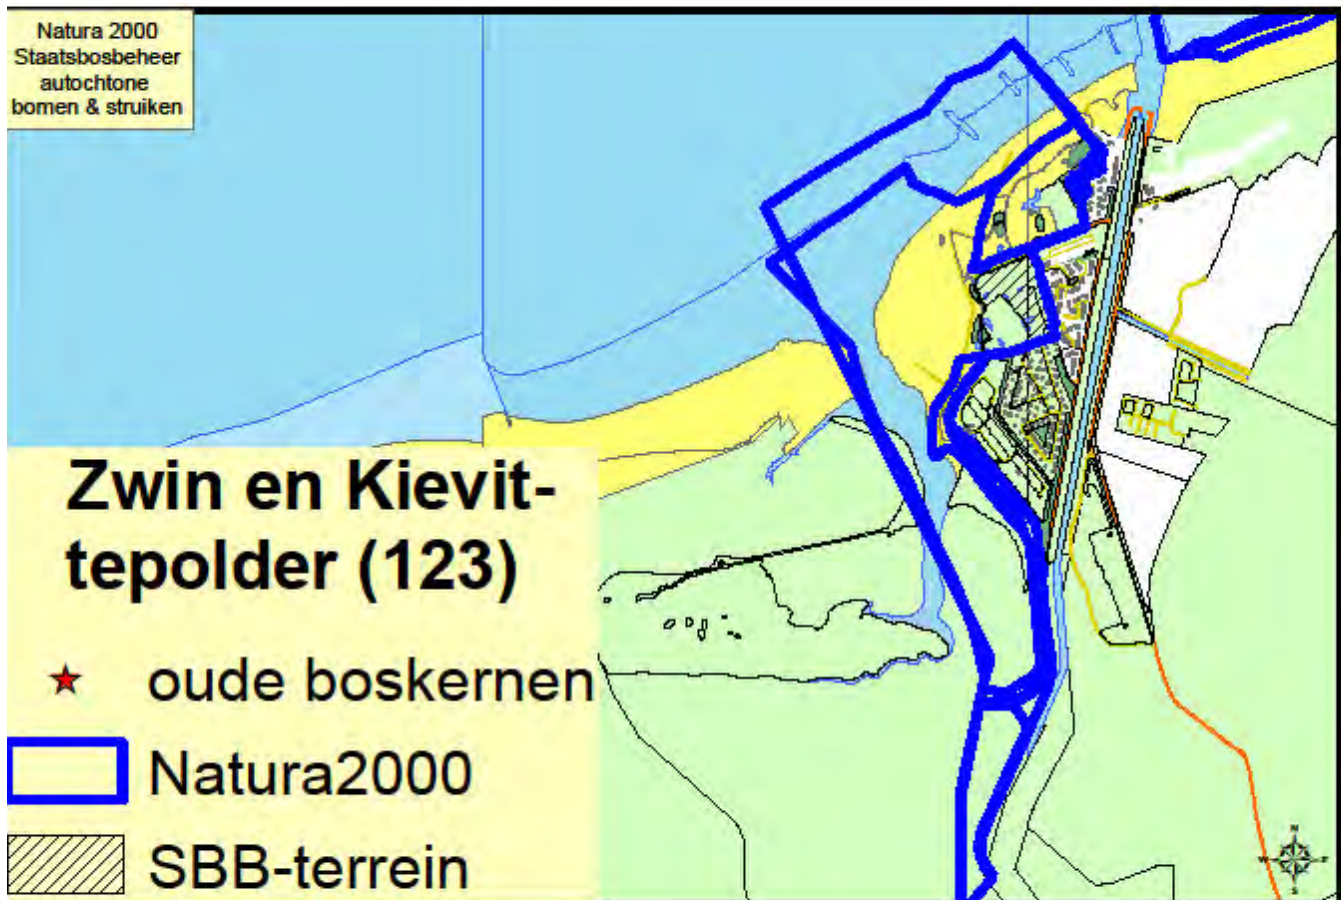 Natura 2000
Staatsbosbeheer
autochtone
bomen & struiken
Zwin en Kievit-
tepolder (123)
oude boskernen
Natura2000
SBB-terrein
N
W
S